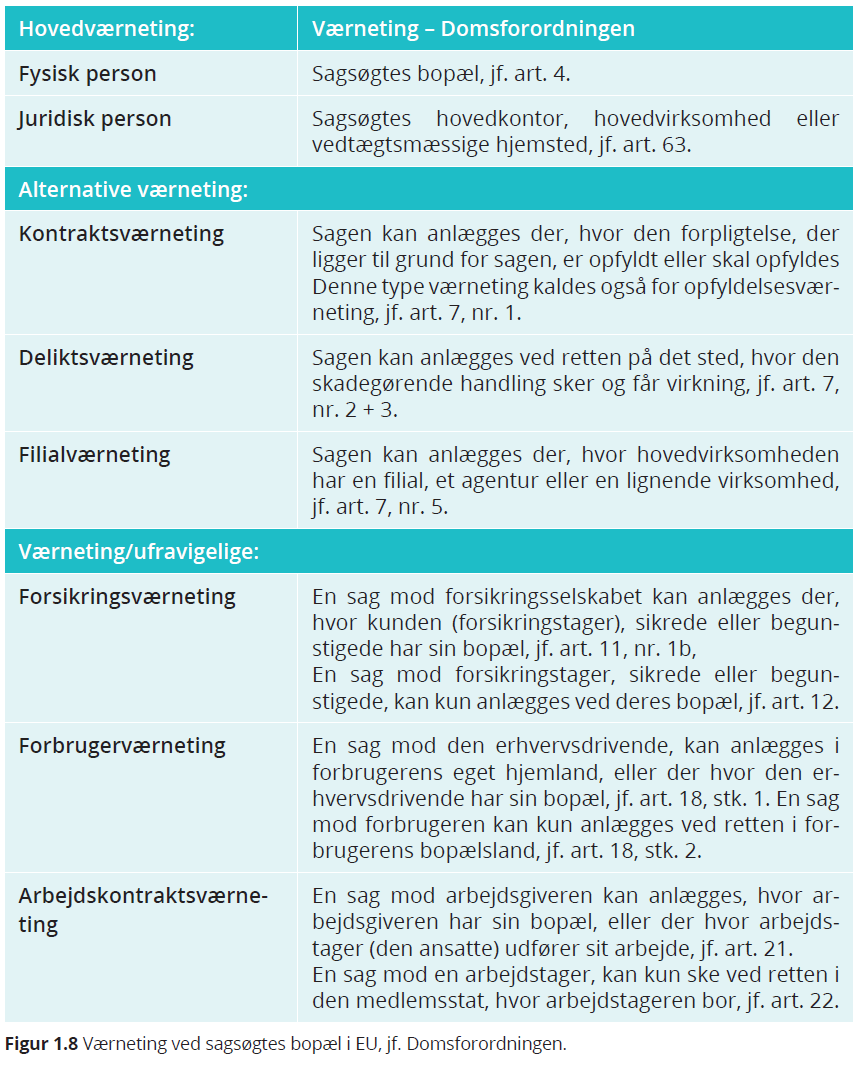 Hovedværneting:
Værneting – Domsforordningen
Fysisk person
Sagsøgtes bopæl, jf. art. 4.
Juridisk person
Sagsøgtes hovedkontor, hovedvirksomhed eller
vedtægtsmæssige hjemsted, jf. art. 63.
Alternative værneting:
Kontraktsværneting
Sagen kan anlægges der, hvor den forpligtelse, der
ligger til grund for sagen, er opfyldt eller skal opfyldes
Denne type værneting kaldes også for opfyldelsesvær-
neting, jf. art. 7, nr. 1.
Deliktsværneting
Sagen kan anlægges ved retten på det sted, hvor den
skadegørende handling sker og får virkning, jf. art. 7,
nr. 2 + 3.
Filialværneting
Sagen kan anlægges der, hvor hovedvirksomheden
har en filial, et agentur eller en lignende virksomhed,
jf. art. 7, nr. 5.
Værneting/ufravigelige:
Forsikringsværneting
En sag mod forsikringsselskabet kan anlægges der,
hvor kunden (forsikringstager), sikrede eller begun-
stigede har sin bopæl, jf. art. 11, nr. 1b,
En sag mod forsikringstager, sikrede eller begun-
stigede, kan kun anlægges ved deres bopæl, jf. art. 12.
Forbrugerværneting
En sag mod den erhvervsdrivende, kan anlægges i
forbrugerens eget hjemland, eller der hvor den er-
hvervsdrivende har sin bopæl, jf. art. 18, stk. 1. En sag
mod forbrugeren kan kun anlægges ved retten i for-
brugerens bopælsland, jf. art. 18, stk. 2.
Arbejdskontraktsværne-
ting
En sag mod arbejdsgiveren kan anlægges, hvor ar-
bejdsgiveren har sin bopæl, eller der hvor arbejds-
tager (den ansatte) udfører sit arbejde, jf. art. 21.
En sag mod en arbejdstager, kan kun ske ved retten i
den medlemsstat, hvor arbejdstageren bor, jf. art. 22.
Figur 1.8 Værneting ved sagsøgtes bopæl i EU, jf. Domsforordningen.